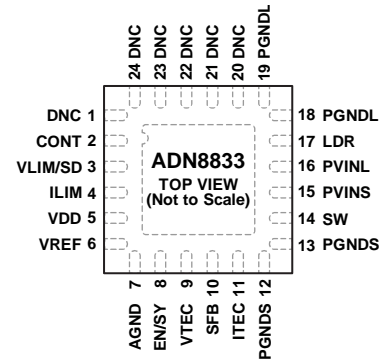 24 DNC
23 DNC
22 DNC
21 DNC
20 DNC
19 PGNDL
DNC 1
CONT 2
VLIM/SD 3
ILIM 4
VDD 5
VREF 6
ADN8833
TOP VIEW
(Not to Scale)
18 PGNDL
17 LDR
16 PVINL
15 PVINS
14 SW
13 PGNDS
AGND 7
EN/SY 8
VTEC 9
SFB 10
ITEC 11
PGNDS 12